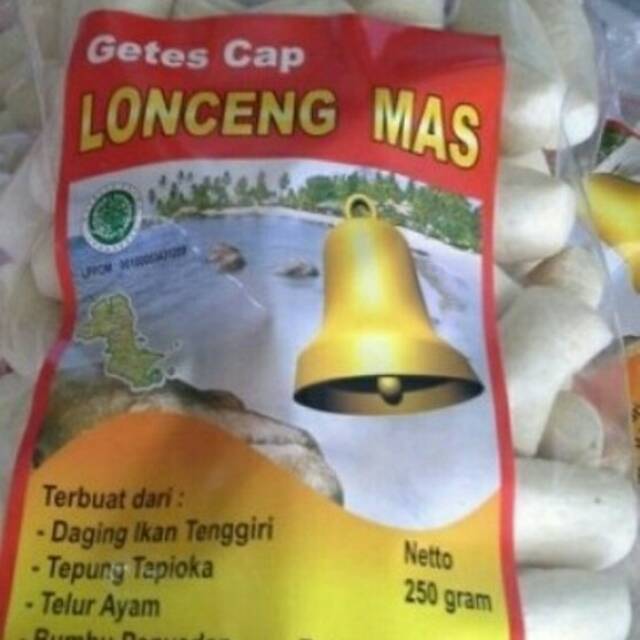 Getes Cap
LONCENG MAS
Terbuat dari :
- Daging Ikan Tenggiri
- Tepung Tapioka
- Telur Ayam
Netto
250 gram